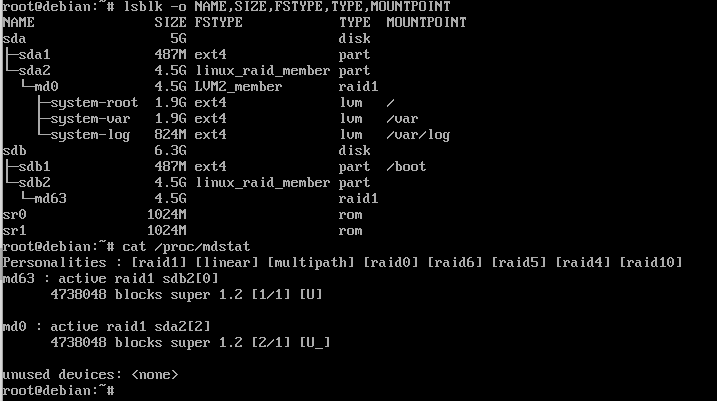 root@debian:~# lsblk -o NAME,SIZE,FSTYPE,TYPE,MOUNTPOINT
NAME                SIZE FSTYPE            TYPE  MOUNTPOINT
sda                   5G                   disk
├─sda1              487M ext4              part
└─sda2              4.5G linux_raid_member part
  └─md0             4.5G LVM2_member       raid1
    ├─system-root   1.9G ext4              lvm   /
    ├─system-var    1.9G ext4              lvm   /var
    └─system-log    824M ext4              lvm   /var/log
sdb                 6.3G                   disk
├─sdb1              487M ext4              part  /boot
└─sdb2              4.5G linux_raid_member part
  └─md63            4.5G                   raid1
sr0                1024M                   rom
sr1                1024M                   rom
root@debian:~# cat /proc/mdstat
Personalities : [raid1] [linear] [multipath] [raid0] [raid6] [raid5] [raid4] [raid10]
md63 : active raid1 sdb2[0]
      4738048 blocks super 1.2 [1/1] [U]

md0 : active raid1 sda2[2]
      4738048 blocks super 1.2 [2/1] [U_]

unused devices: <none>
root@debian:~#